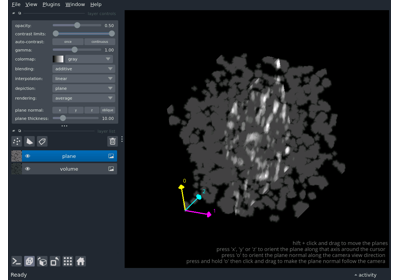 File View Plugins Window Help
opacity: 0.50
contrast limits:
auto-contrast: once continuous
gamma: 1.00
colormap: gray
blending: additive
interpolation: linear
depiction: plane
rendering: average
plane normal: x y z oblique
plane thickness: 10.00
plane
volume
0
shift + click and drag to move the planes
press 'x', 'y' or 'z' to orient the plane along that axis around the cursor
press 'o' to orient the plane normal along the camera view direction
press and hold 'o' then click and drag to make the plane normal follow the camera
Ready
activity